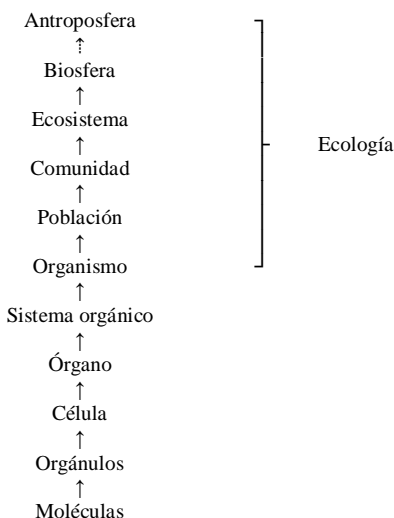 Antroposfera
Biosfera
Ecosistema
Ecología
Comunidad
Población
Organismo
Sistema orgánico
Órgano
Célula
Orgánulos
Moléculas